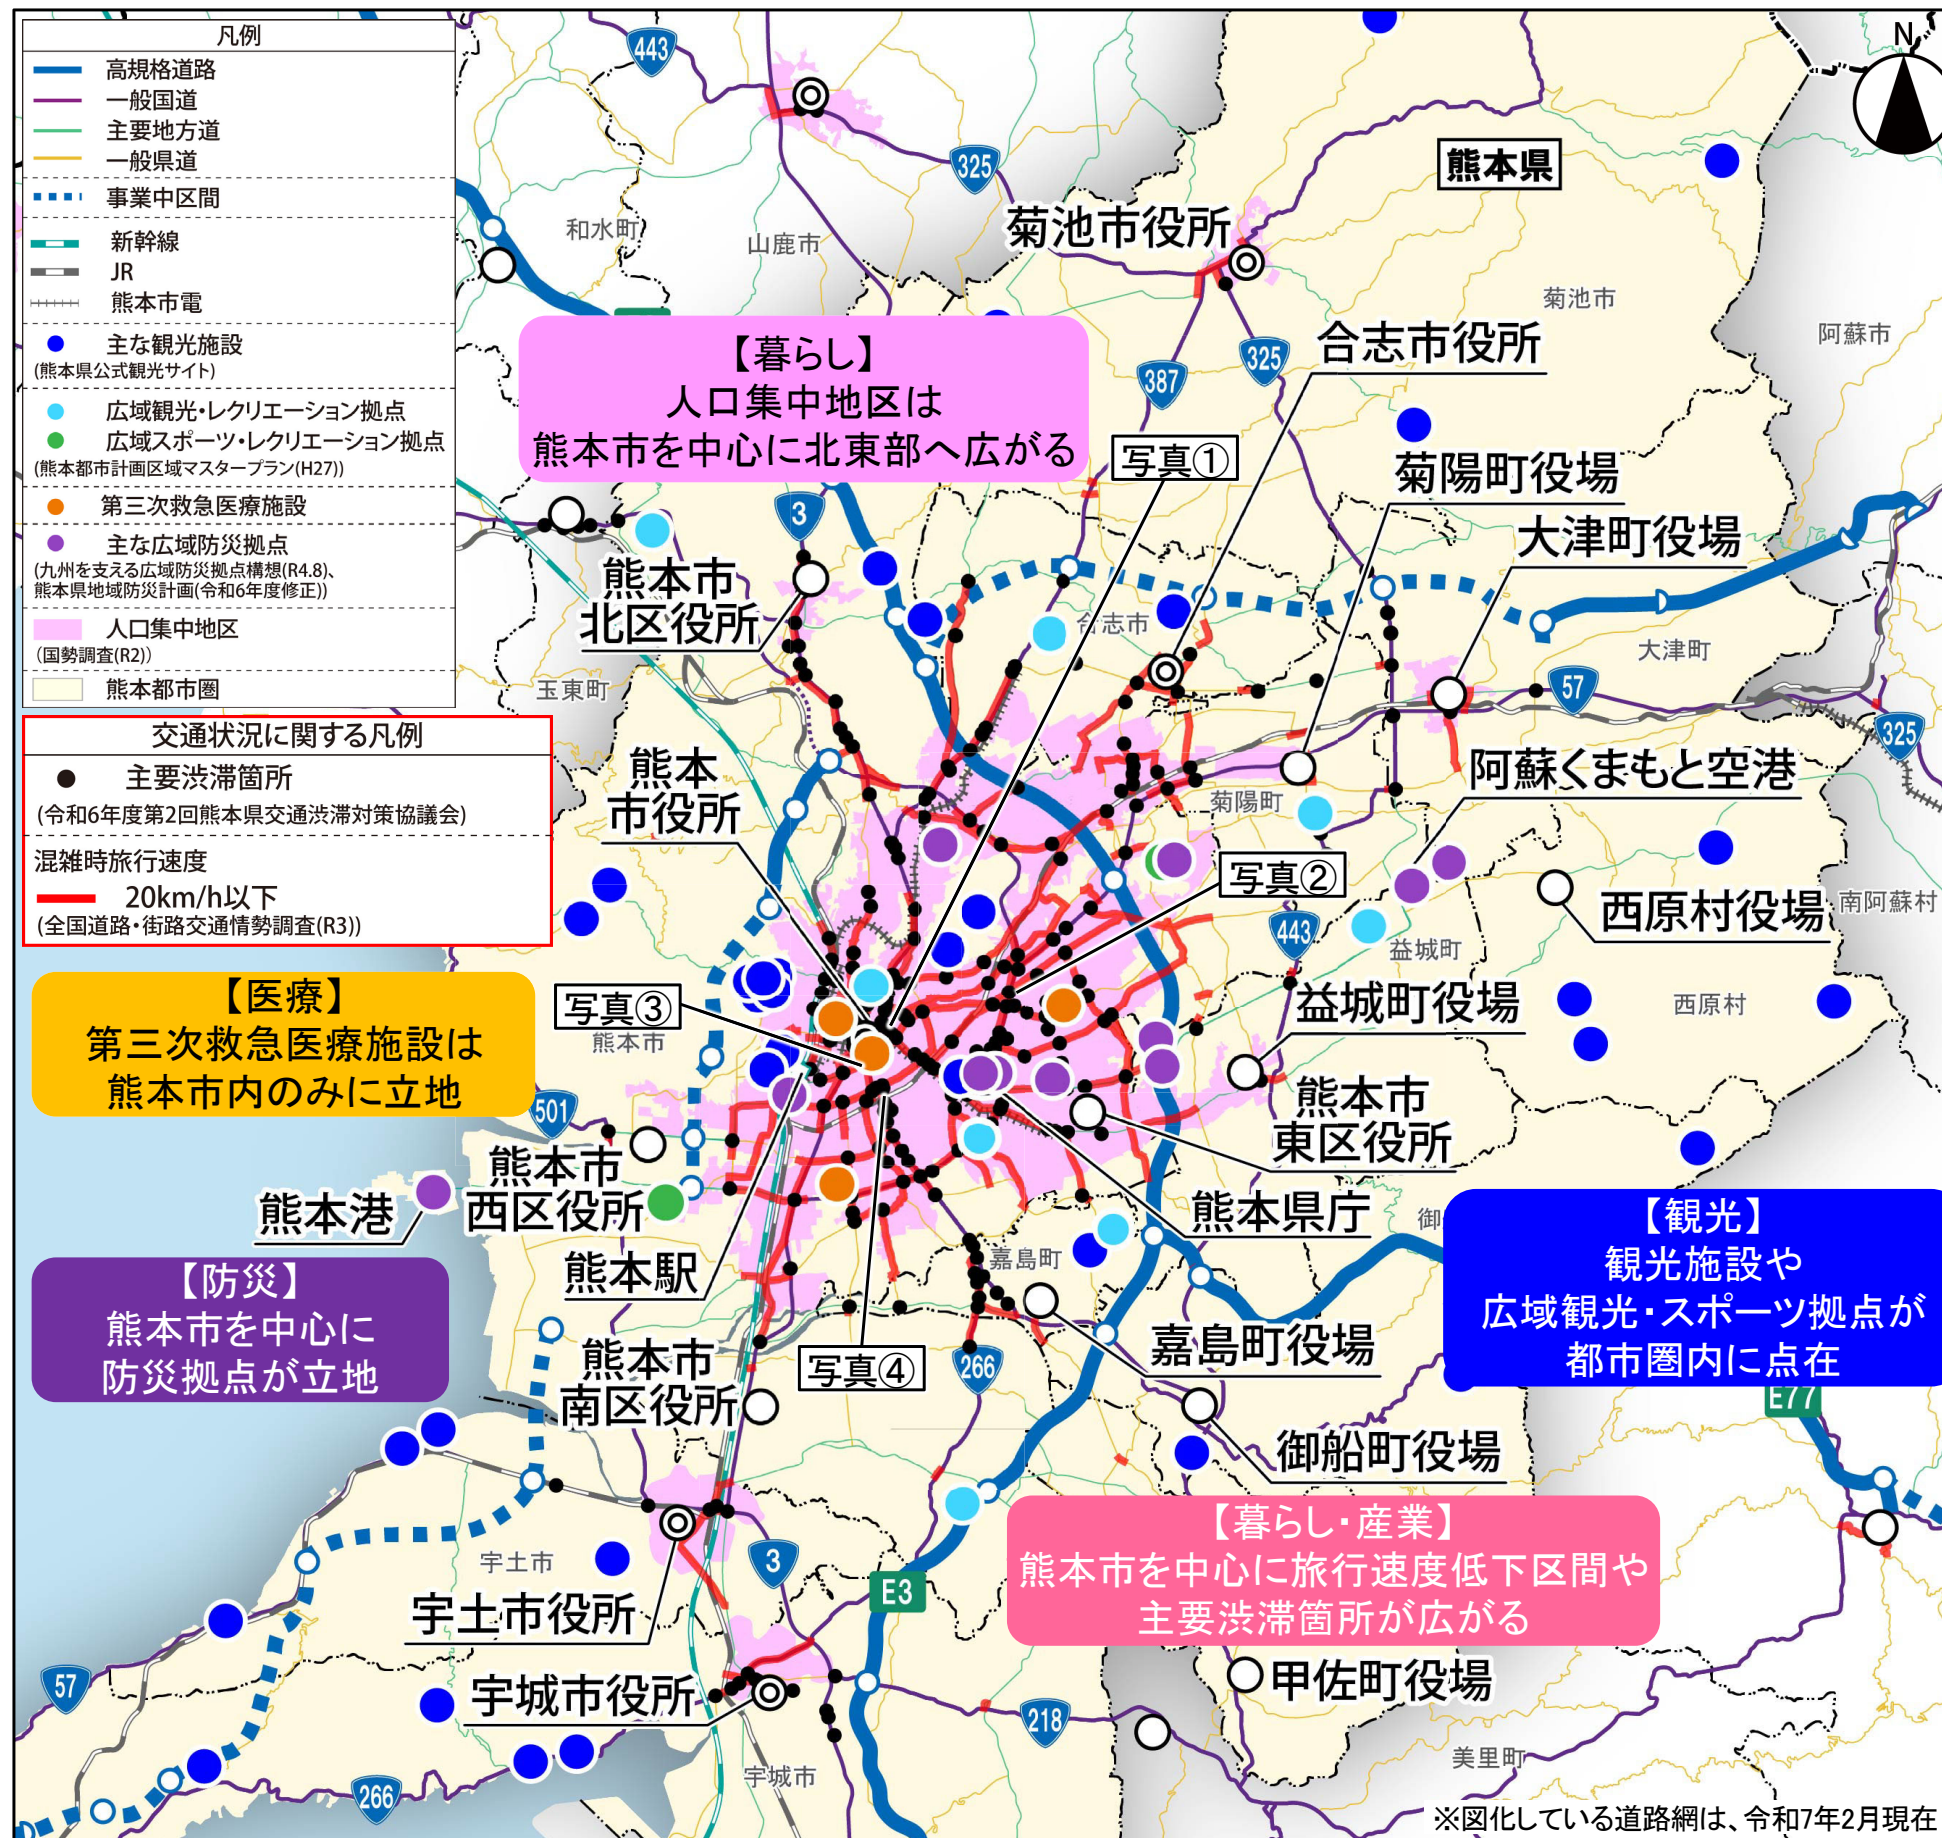 凡例
高規格道路
一般国道
主要地方道
一般県道
事業中区間
新幹線
JR
熊本市電
主な観光施設
(熊本県公式観光サイト)
広域観光・レクリエーション拠点
広域スポーツ・レクリエーション拠点
(熊本都市計画区域マスタープラン(H27))
第三次救急医療施設
主な広域防災拠点
(九州を支える広域防災拠点構想(R4.8)、
熊本県地域防災計画(令和6年度修正))
人口集中地区
(国勢調査(R2))
熊本都市圏
交通状況に関する凡例
主要渋滞箇所
(令和6年度第2回熊本県交通渋滞対策協議会)
混雑時旅行速度
20km/h以下
(全国道路・街路交通情勢調査(R3))
N
443
325
熊本県
和水町
山鹿市
菊池市役所
菊池市
阿蘇市
【暮らし】
人口集中地区は
熊本市を中心に北東部へ広がる
387
325
合志市役所
写真①
菊陽町役場
3
大津町役場
熊本市
北区役所
合志市
大津町
玉東町
57
325
熊本
市役所
阿蘇くまもと空港
菊陽町
写真②
西原村役場
南阿蘇村
443
益城町
【医療】
第三次救急医療施設は
熊本市内のみに立地
写真③
熊本市
益城町役場
西原村
501
熊本市
東区役所
熊本市
西区役所
熊本港
熊本県庁
御
【観光】
観光施設や
広域観光・スポーツ拠点が
都市圏内に点在
熊本駅
嘉島町
【防災】
熊本市を中心に
防災拠点が立地
嘉島町役場
熊本市
南区役所
写真④
266
E77
御船町役場
【暮らし・産業】
熊本市を中心に旅行速度低下区間や
主要渋滞箇所が広がる
宇土市
3
E3
宇土市役所
57
宇城市役所
甲佐町役場
218
美里町
宇城市
266
※図化している道路網は、令和7年2月現在